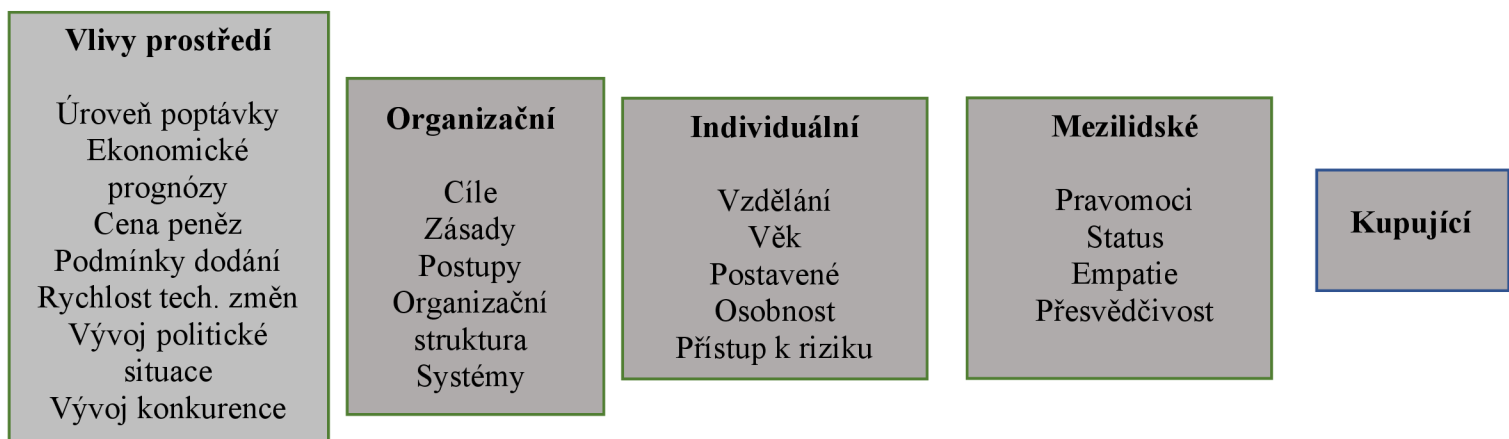 Vlivy prostředí
Úroveň poptávky
Ekonomické
prognózy
Cena peněz
Podmínky dodání
Rychlost tech. změn
Vývoj politické
situace
Vývoj konkurence
Organizační
Cíle
Zásady
Postupy
Organizační
struktura
Systémy
Individuální
Vzdělání
Věk
Postavené
Osobnost
Přístup k riziku
Mezilidské
Pravomoci
Status
Empatie
Přesvědčivost
Kupující